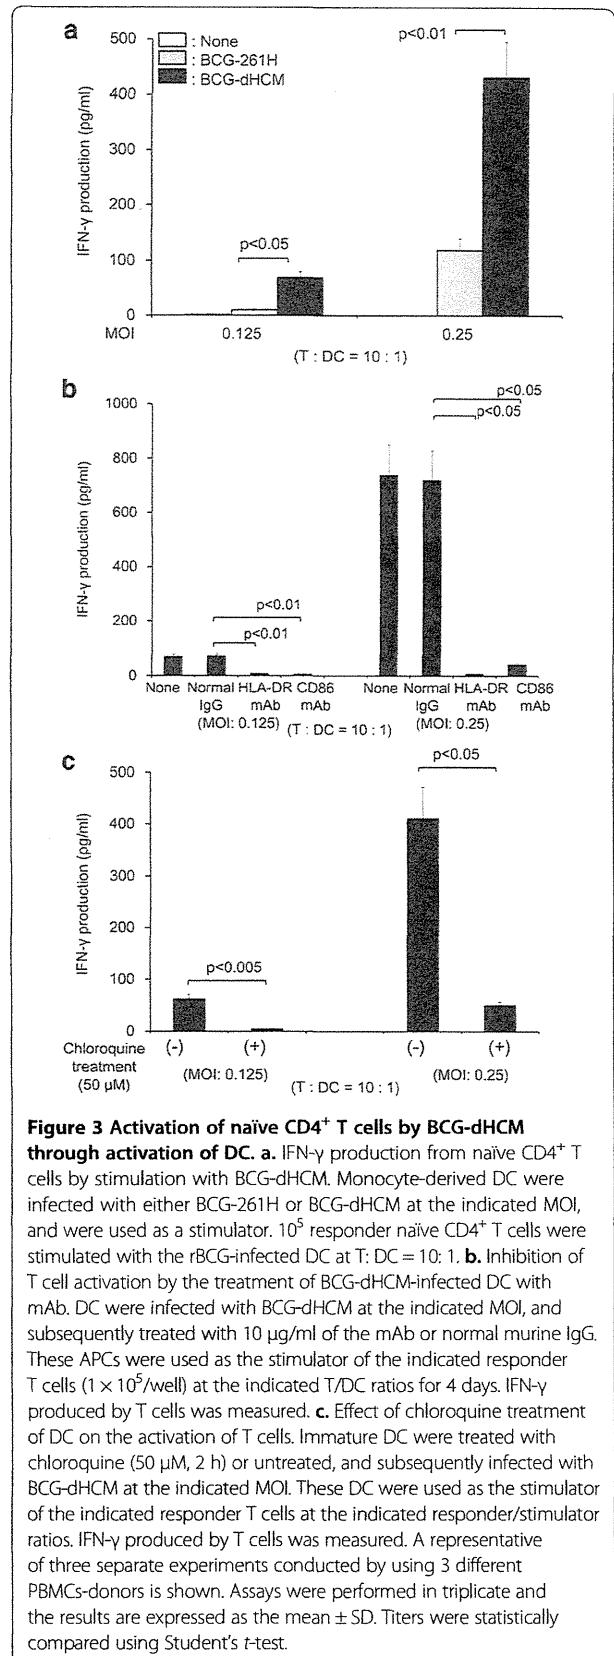 a
500
400
300
200
100
0
IFN-γ production (pg/ml)
: None
: BCG-261H
: BCG-dHCM
p<0.05
p<0.01
MOI 0.125 0.25
(T : DC = 10 : 1)
b
1000
800
600
400
200
0
IFN-γ production (pg/ml)
p<0.01
p<0.01
p<0.05
p<0.05
None Normal IgG HLA-DR mAb CD86 mAb None Normal IgG HLA-DR mAb CD86 mAb
(MOI: 0.125) (T : DC = 10 : 1) (MOI: 0.25)
c
500
400
300
200
100
0
IFN-γ production (pg/ml)
p<0.005
p<0.05
Chloroquine (-) (+) (-) (+)
treatment (MOI: 0.125) (MOI: 0.25)
(50 μM) (T : DC = 10 : 1)
Figure 3 Activation of naïve CD4⁺ T cells by BCG-dHCM
through activation of DC. a. IFN-γ production from naïve CD4⁺ T
cells by stimulation with BCG-dHCM. Monocyte-derived DC were
infected with either BCG-261H or BCG-dHCM at the indicated MOI,
and were used as a stimulator. 10⁵ responder naïve CD4⁺ T cells were
stimulated with the rBCG-infected DC at T: DC = 10: 1. b. Inhibition of
T cell activation by the treatment of BCG-dHCM-infected DC with
mAb. DC were infected with BCG-dHCM at the indicated MOI, and
subsequently treated with 10 μg/ml of the mAb or normal murine IgG.
These APCs were used as the stimulator of the indicated responder
T cells (1 × 10⁵/well) at the indicated T/DC ratios for 4 days. IFN-γ
produced by T cells was measured. c. Effect of chloroquine treatment
of DC on the activation of T cells. Immature DC were treated with
chloroquine (50 μM, 2 h) or untreated, and subsequently infected with
BCG-dHCM at the indicated MOI. These DC were used as the stimulator
of the indicated responder T cells at the indicated responder/stimulator
ratios. IFN-γ produced by T cells was measured. A representative
of three separate experiments conducted by using 3 different
PBMCs-donors is shown. Assays were performed in triplicate and
the results are expressed as the mean ± SD. Titers were statistically
compared using Student's t-test.